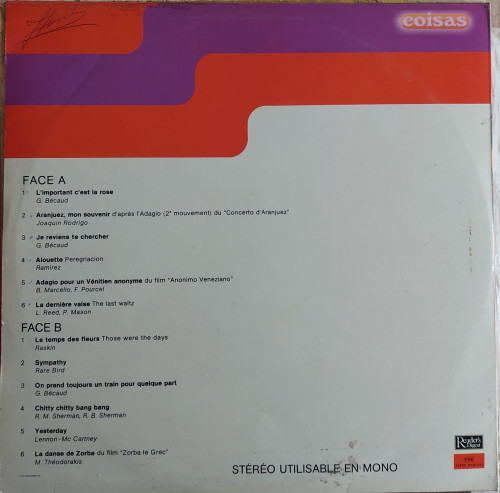 coisas
FACE A
1 L'important c'est la rose
G. Bécaud
2 Aranjuez, mon souvenir d'après l'Adagio (2ᵉ mouvement) du "Concerto d'Aranjuez"
Joaquin Rodrigo
3 Je reviens te chercher
G. Bécaud
4 Alouette Peregnacion
Ramirez
5 Adagio pour un Vénitien anonyme du film "Anonimo Veneziano"
B. Marcello, F. Pourcel
6 La dernière valse The last waltz
L. Reed, P. Mason
FACE B
1 Le temps des fleurs Those were the days
Raskin
2 Sympathy
Rare Bird
3 On prend toujours un train pour quelque part
G. Bécaud
4 Chitty chitty bang bang
R. M. Sherman, R. B. Sherman
5 Yesterday
Lennon - Mc Cartney
6 La danse de Zorba du film "Zorba le Grec"
M. Théodorakis
Reader's
Digest
STÉRÉO UTILISABLE EN MONO